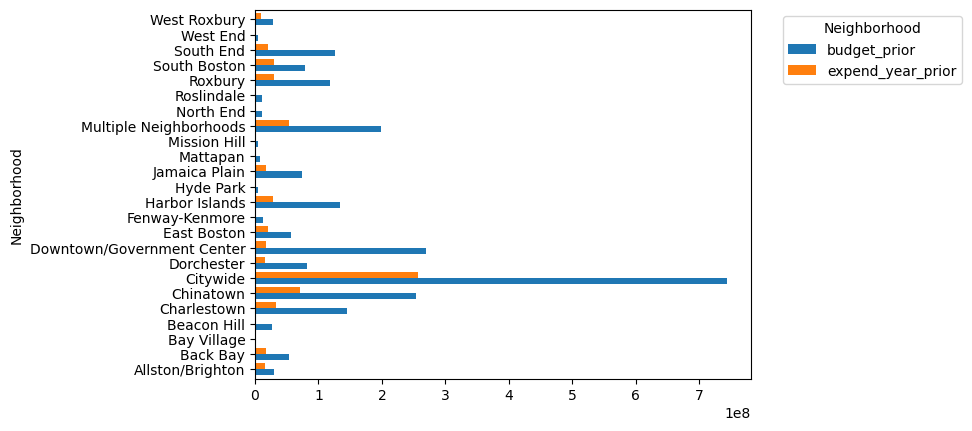 Neighborhood
budget_prior
expend_year_prior
Neighborhood
West Roxbury
West End
South End
South Boston
Roxbury
Roslindale
North End
Multiple Neighborhoods
Mission Hill
Mattapan
Jamaica Plain
Hyde Park
Harbor Islands
Fenway-Kenmore
East Boston
Downtown/Government Center
Dorchester
Citywide
Chinatown
Charlestown
Beacon Hill
Bay Village
Back Bay
Allston/Brighton
0 1 2 3 4 5 6 7
1e8